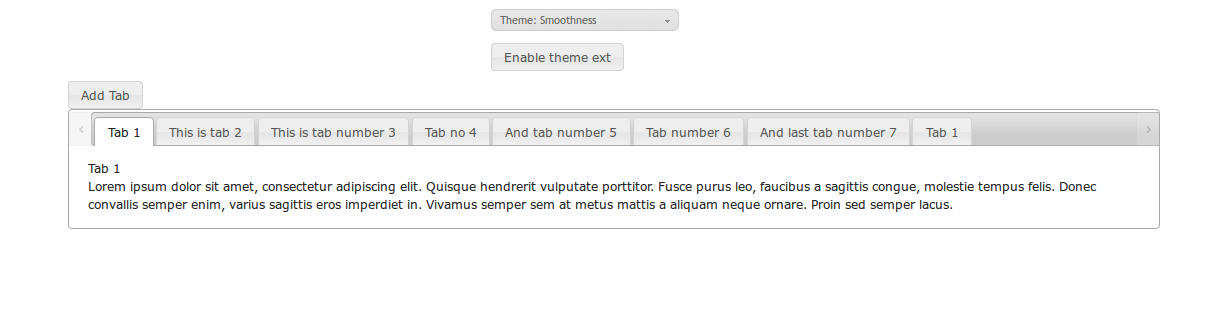 Theme: Smoothness
Enable theme ext
Add Tab
Tab 1 This is tab 2 This is tab number 3 Tab no 4 And tab number 5 Tab number 6 And last tab number 7 Tab 1
Tab 1
Lorem ipsum dolor sit amet, consectetur adipiscing elit. Quisque hendrerit vulputate porttitor. Fusce purus leo, faucibus a sagittis congue, molestie tempus felis. Donec
convallis semper enim, varius sagittis eros imperdiet in. Vivamus semper sem at metus mattis a aliquam neque ornare. Proin sed semper lacus.